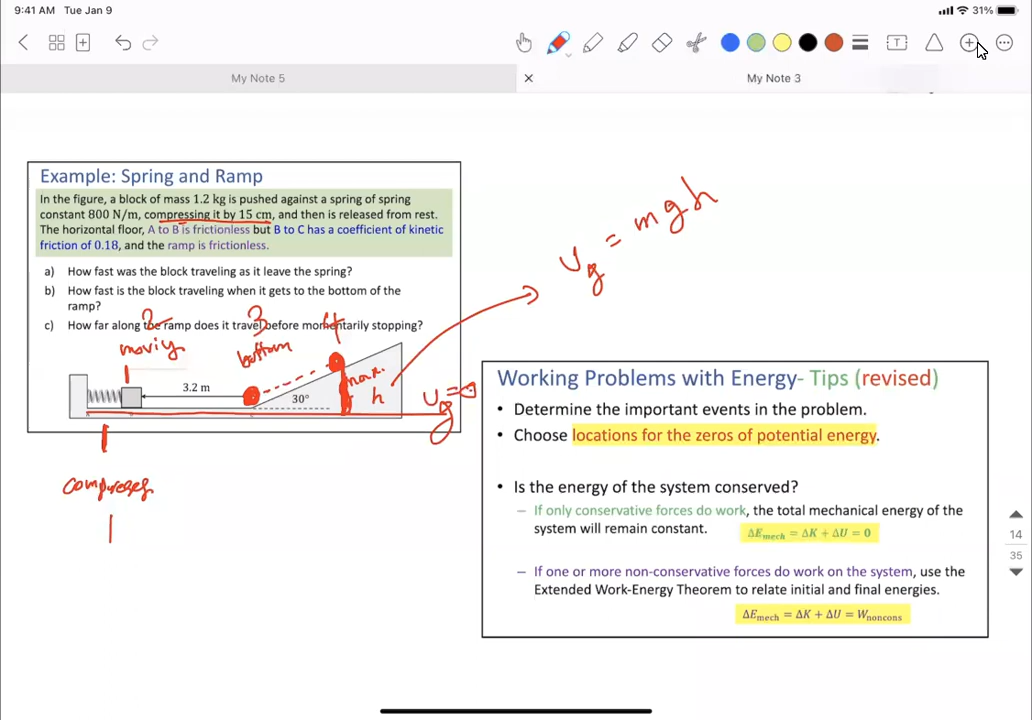 9:41 AM Tue Jan 9
31%
My Note 5
My Note 3
Example: Spring and Ramp
In the figure, a block of mass 1.2 kg is pushed against a spring of spring
constant 800 N/m, compressing it by 15 cm, and then is released from rest.
The horizontal floor, A to B is frictionless but B to C has a coefficient of kinetic
friction of 0.18, and the ramp is frictionless.
a) How fast was the block traveling as it leave the spring?
b) How fast is the block traveling when it gets to the bottom of the
ramp?
c) How far along the ramp does it travel before momentarily stopping?
2
3
4
moving
bottom
max.
h
3.2 m
30°
Ug=0
compresses
1
Ug = mgh
Working Problems with Energy- Tips (revised)
• Determine the important events in the problem.
• Choose locations for the zeros of potential energy.
• Is the energy of the system conserved?
– If only conservative forces do work, the total mechanical energy of the
system will remain constant. ΔEmech = ΔK + ΔU = 0
– If one or more non-conservative forces do work on the system, use the
Extended Work-Energy Theorem to relate initial and final energies.
ΔEmech = ΔK + ΔU = Wnoncons
14
35